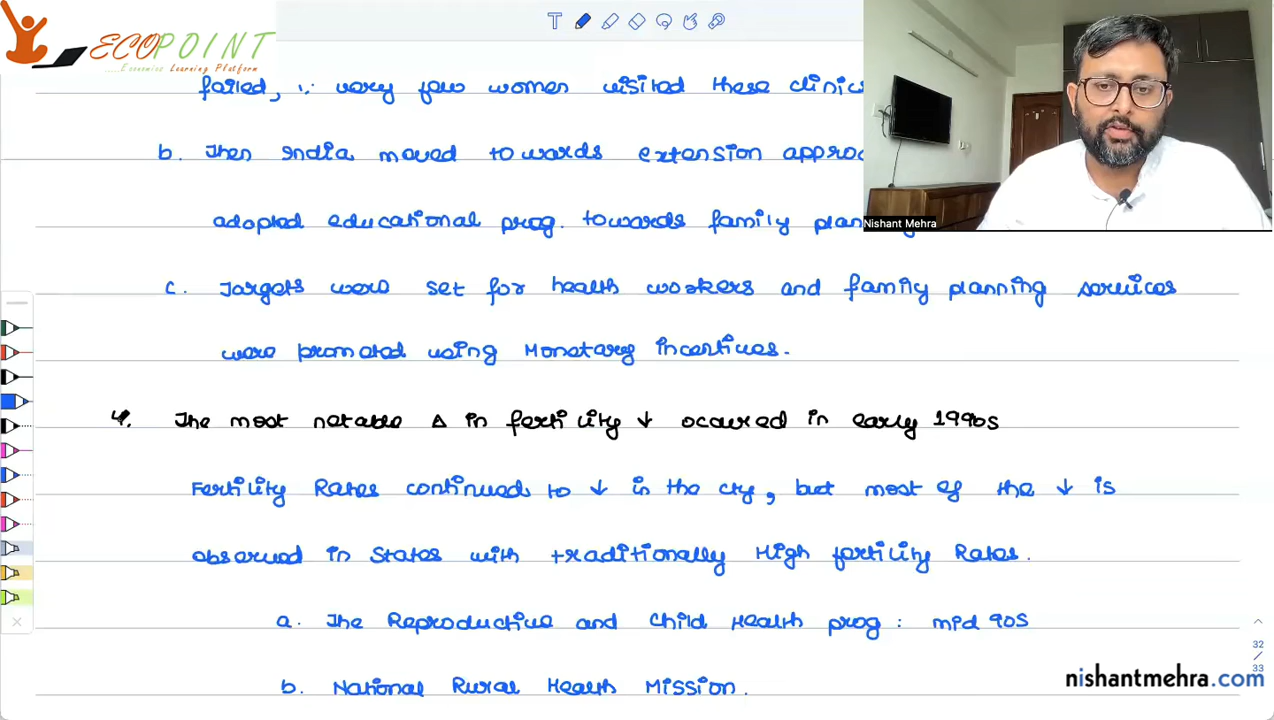 ECOPOINT
.....Economics Learning Platform
failed, ∵ very few women visited these clinics
b. Then India moved towards extension approa
adopted educational prog. towards family plan
Nishant Mehra
c. Targets were set for health workers and family planning services
were promoted using Monetary incentives.
4. The most notable Δ in fertility ↓ ocurred in early 1990s
Fertility Rates continued to ↓ in the cty, but most of the ↓ is
observed in States with traditionally High fertility Rates.
a. The Reproductive and Child Health prog : mid 90s
b. National Rural Health Mission.
32
/
33
nishantmehra.com